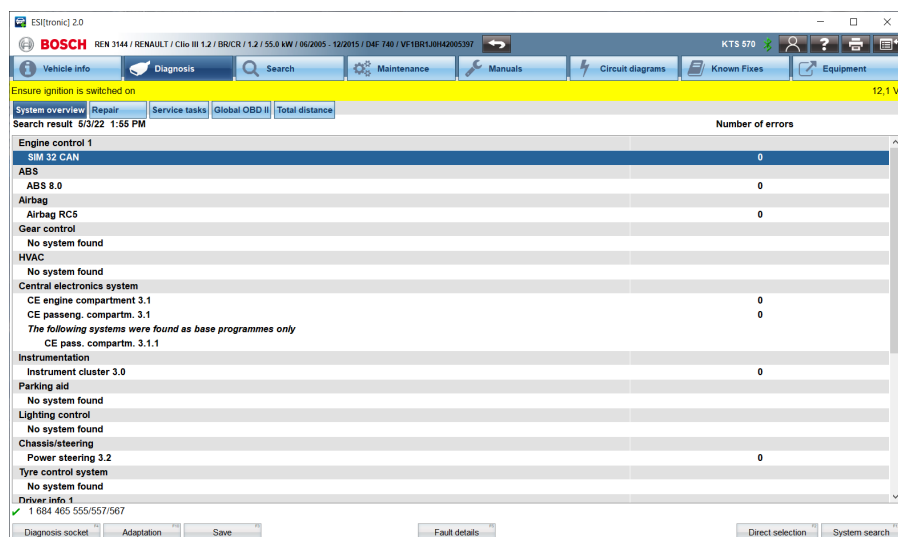 ESI[tronic] 2.0
BOSCH REN 3144 / RENAULT / Clio III 1.2 / BR/CR / 1.2 / 55.0 kW / 06/2005 - 12/2015 / D4F 740 / VF1BR1J0H42005397 KTS 570 ?
Vehicle info Diagnosis Search Maintenance Manuals Circuit diagrams Known Fixes Equipment
Ensure ignition is switched on 12,1 V
System overview Repair Service tasks Global OBD II Total distance
Search result 5/3/22 1:55 PM Number of errors
Engine control 1
SIM 32 CAN 0
ABS
ABS 8.0 0
Airbag
Airbag RC5 0
Gear control
No system found
HVAC
No system found
Central electronics system
CE engine compartment 3.1 0
CE passeng. compartm. 3.1 0
The following systems were found as base programmes only
CE pass. compartm. 3.1.1
Instrumentation
Instrument cluster 3.0 0
Parking aid
No system found
Lighting control
No system found
Chassis/steering
Power steering 3.2 0
Tyre control system
No system found
Driver info 1
1 684 465 555/557/567
Diagnosis socket Adaptation Save Fault details Direct selection System search